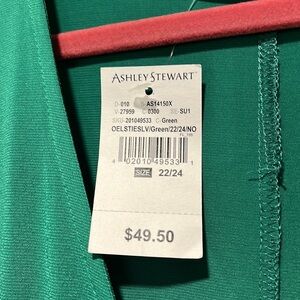 ASHLEY STEWART
D-010 S-AS14150X
V-27959 C-0300 SE-SU1
SKU-201049533 C-Green
OELSTIESLV/Green/22/24/NO
4 02010 49533 1
SIZE 22/24
$49.50